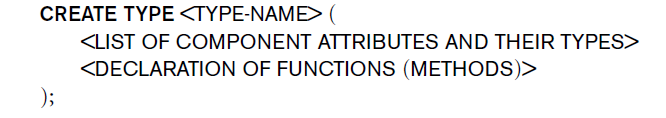 CREATE TYPE <TYPE-NAME> (
<LIST OF COMPONENT ATTRIBUTES AND THEIR TYPES>
<DECLARATION OF FUNCTIONS (METHODS)>
);